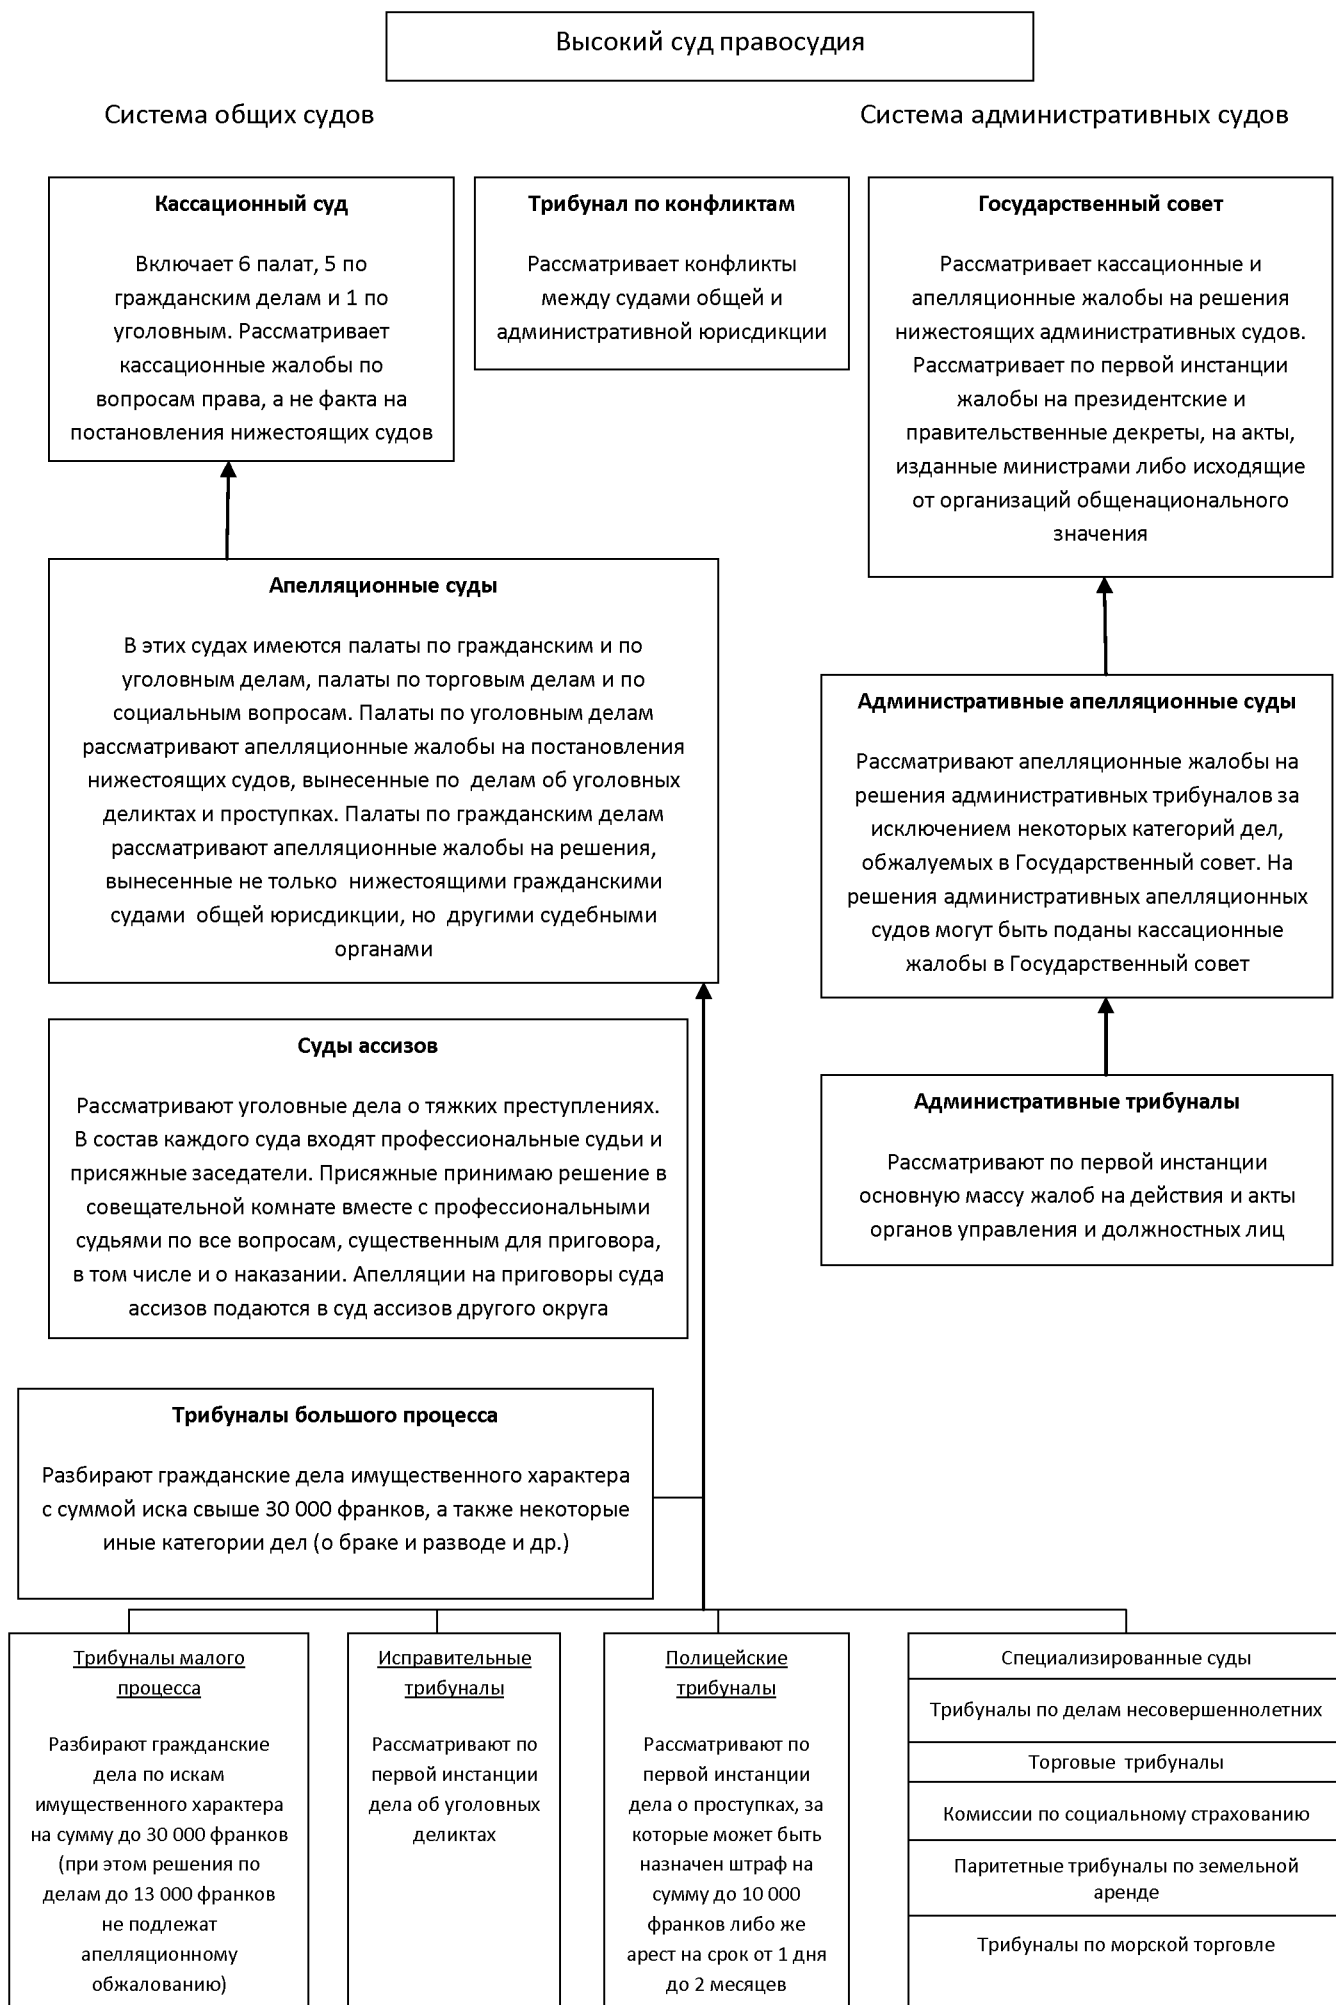 Высокий суд правосудия
Система общих судов
Система административных судов
Кассационный суд
Включает 6 палат, 5 по
гражданским делам и 1 по
уголовным. Рассматривает
кассационные жалобы по
вопросам права, а не факта на
постановления нижестоящих судов
Трибунал по конфликтам
Рассматривает конфликты
между судами общей и
административной юрисдикции
Государственный совет
Рассматривает кассационные и
апелляционные жалобы на решения
нижестоящих административных судов.
Рассматривает по первой инстанции
жалобы на президентские и
правительственные декреты, на акты,
изданные министрами либо исходящие
от организаций общенационального
значения
Апелляционные суды
В этих судах имеются палаты по гражданским и по
уголовным делам, палаты по торговым делам и по
социальным вопросам. Палаты по уголовным делам
рассматривают апелляционные жалобы на постановления
нижестоящих судов, вынесенные по  делам об уголовных
деликтах и проступках. Палаты по гражданским делам
рассматривают апелляционные жалобы на решения,
вынесенные не только  нижестоящими гражданскими
судами  общей юрисдикции, но  другими судебными
органами
Административные апелляционные суды
Рассматривают апелляционные жалобы на
решения административных трибуналов за
исключением некоторых категорий дел,
обжалуемых в Государственный совет. На
решения административных апелляционных
судов могут быть поданы кассационные
жалобы в Государственный совет
Суды ассизов
Рассматривают уголовные дела о тяжких преступлениях.
В состав каждого суда входят профессиональные судьи и
присяжные заседатели. Присяжные принимаю решение в
совещательной комнате вместе с профессиональными
судьями по все вопросам, существенным для приговора,
в том числе и о наказании. Апелляции на приговоры суда
ассизов подаются в суд ассизов другого округа
Административные трибуналы
Рассматривают по первой инстанции
основную массу жалоб на действия и акты
органов управления и должностных лиц
Трибуналы большого процесса
Разбирают гражданские дела имущественного характера
с суммой иска свыше 30 000 франков, а также некоторые
иные категории дел (о браке и разводе и др.)
Трибуналы малого
процесса
Разбирают гражданские
дела по искам
имущественного характера
на сумму до 30 000 франков
(при этом решения по
делам до 13 000 франков
не подлежат
апелляционному
обжалованию)
Исправительные
трибуналы
Рассматривают по
первой инстанции
дела об уголовных
деликтах
Полицейские
трибуналы
Рассматривают по
первой инстанции
дела о проступках, за
которые может быть
назначен штраф на
сумму до 10 000
франков либо же
арест на срок от 1 дня
до 2 месяцев
Специализированные суды
Трибуналы по делам несовершеннолетних
Торговые  трибуналы
Комиссии по социальному страхованию
Паритетные трибуналы по земельной
аренде
Трибуналы по морской торговле